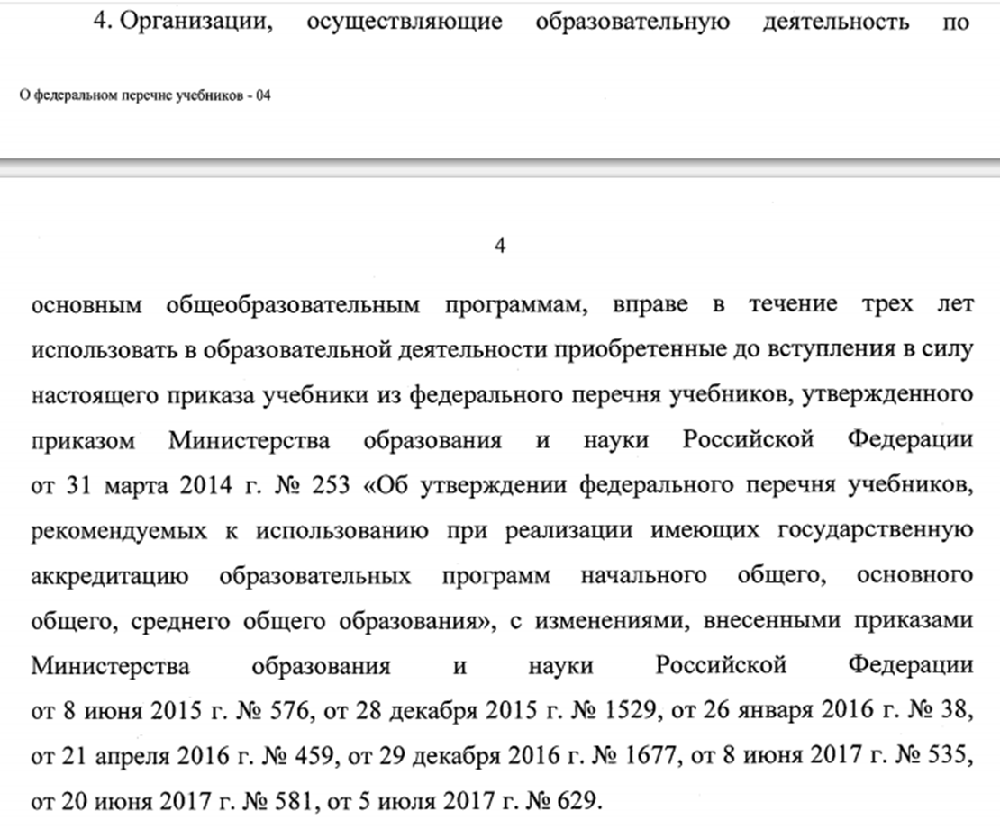 4. Организации, осуществляющие образовательную деятельность по
О федеральном перечне учебников - 04
4
основным общеобразовательным программам, вправе в течение трех лет
использовать в образовательной деятельности приобретенные до вступления в силу
настоящего приказа учебники из федерального перечня учебников, утвержденного
приказом Министерства образования и науки Российской Федерации
от 31 марта 2014 г. № 253 «Об утверждении федерального перечня учебников,
рекомендуемых к использованию при реализации имеющих государственную
аккредитацию образовательных программ начального общего, основного
общего, среднего общего образования», с изменениями, внесенными приказами
Министерства образования и науки Российской Федерации
от 8 июня 2015 г. № 576, от 28 декабря 2015 г. № 1529, от 26 января 2016 г. № 38,
от 21 апреля 2016 г. № 459, от 29 декабря 2016 г. № 1677, от 8 июня 2017 г. № 535,
от 20 июня 2017 г. № 581, от 5 июля 2017 г. № 629.